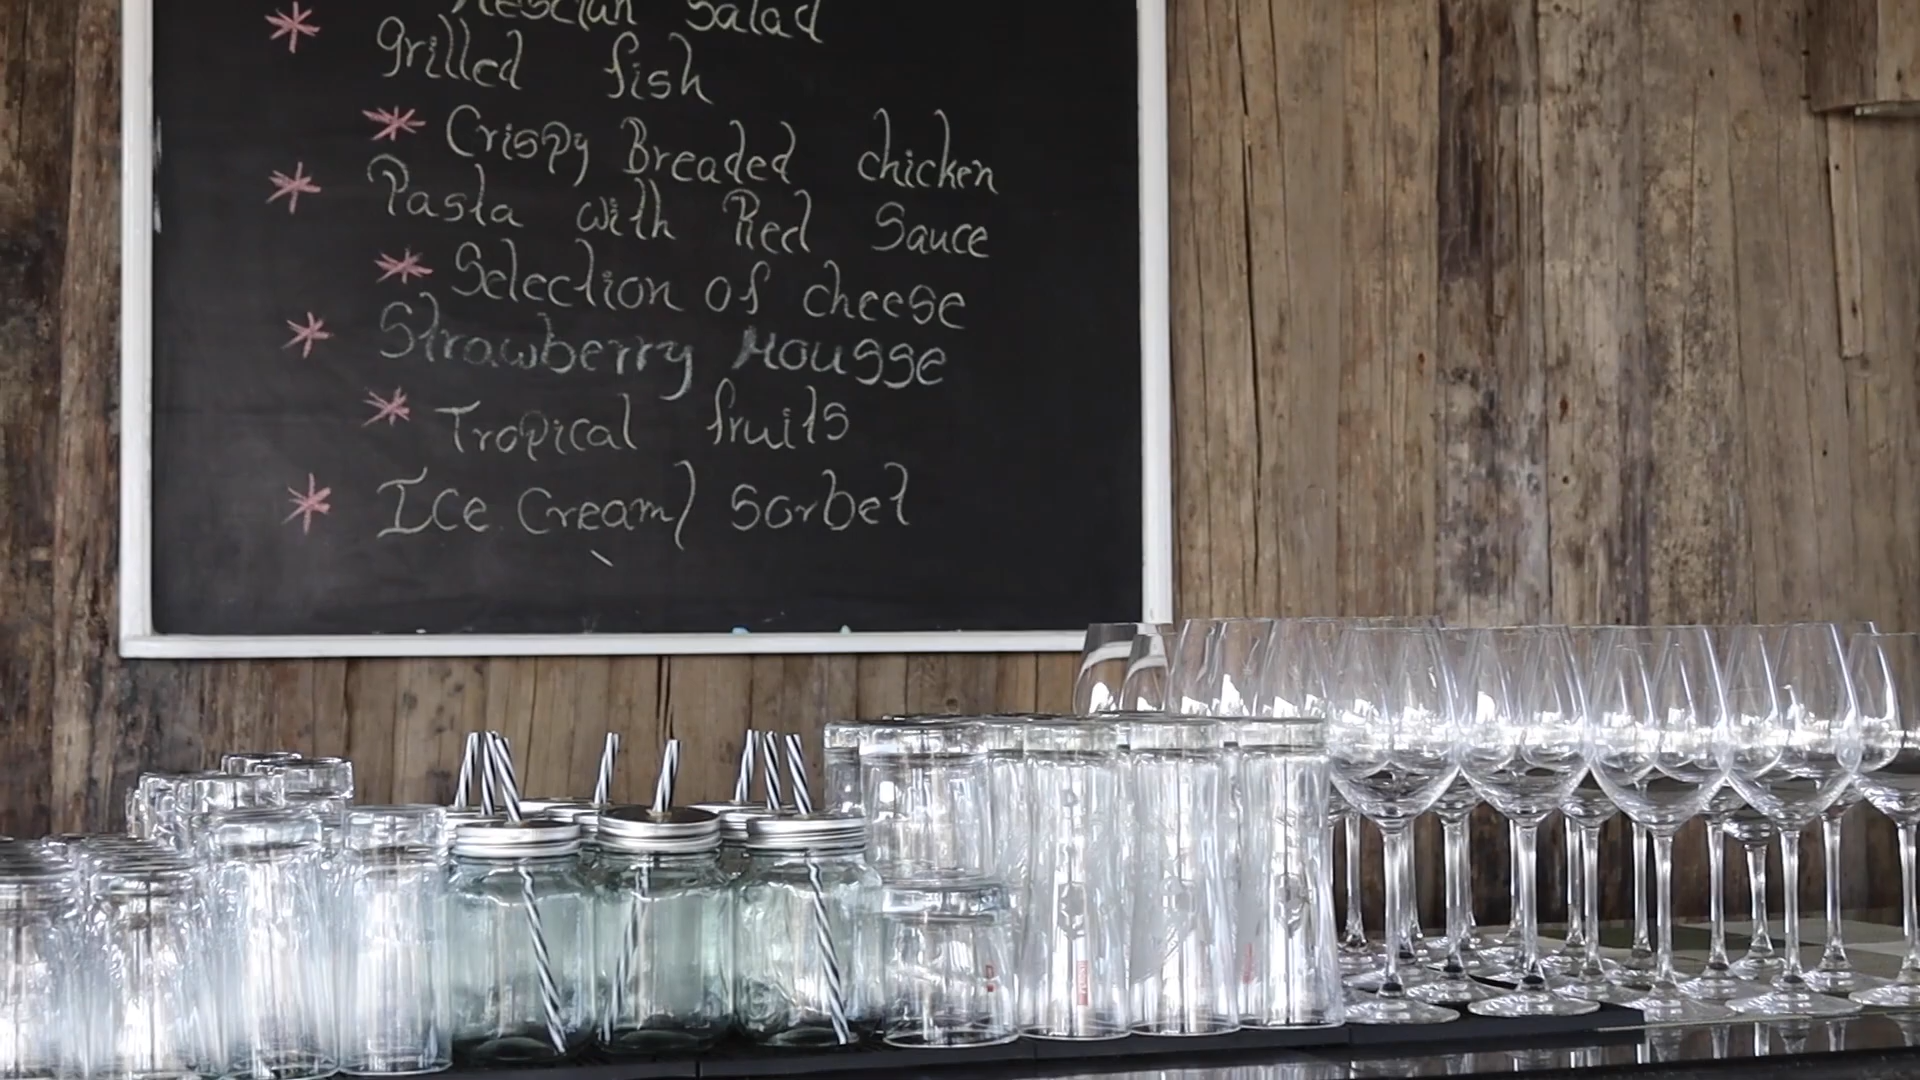 Salad
Grilled fish
Crispy Breaded chicken
Pasta with Red Sauce
Selection of cheese
Strawberry Mousse
Tropical fruits
Ice Cream/ Sorbet